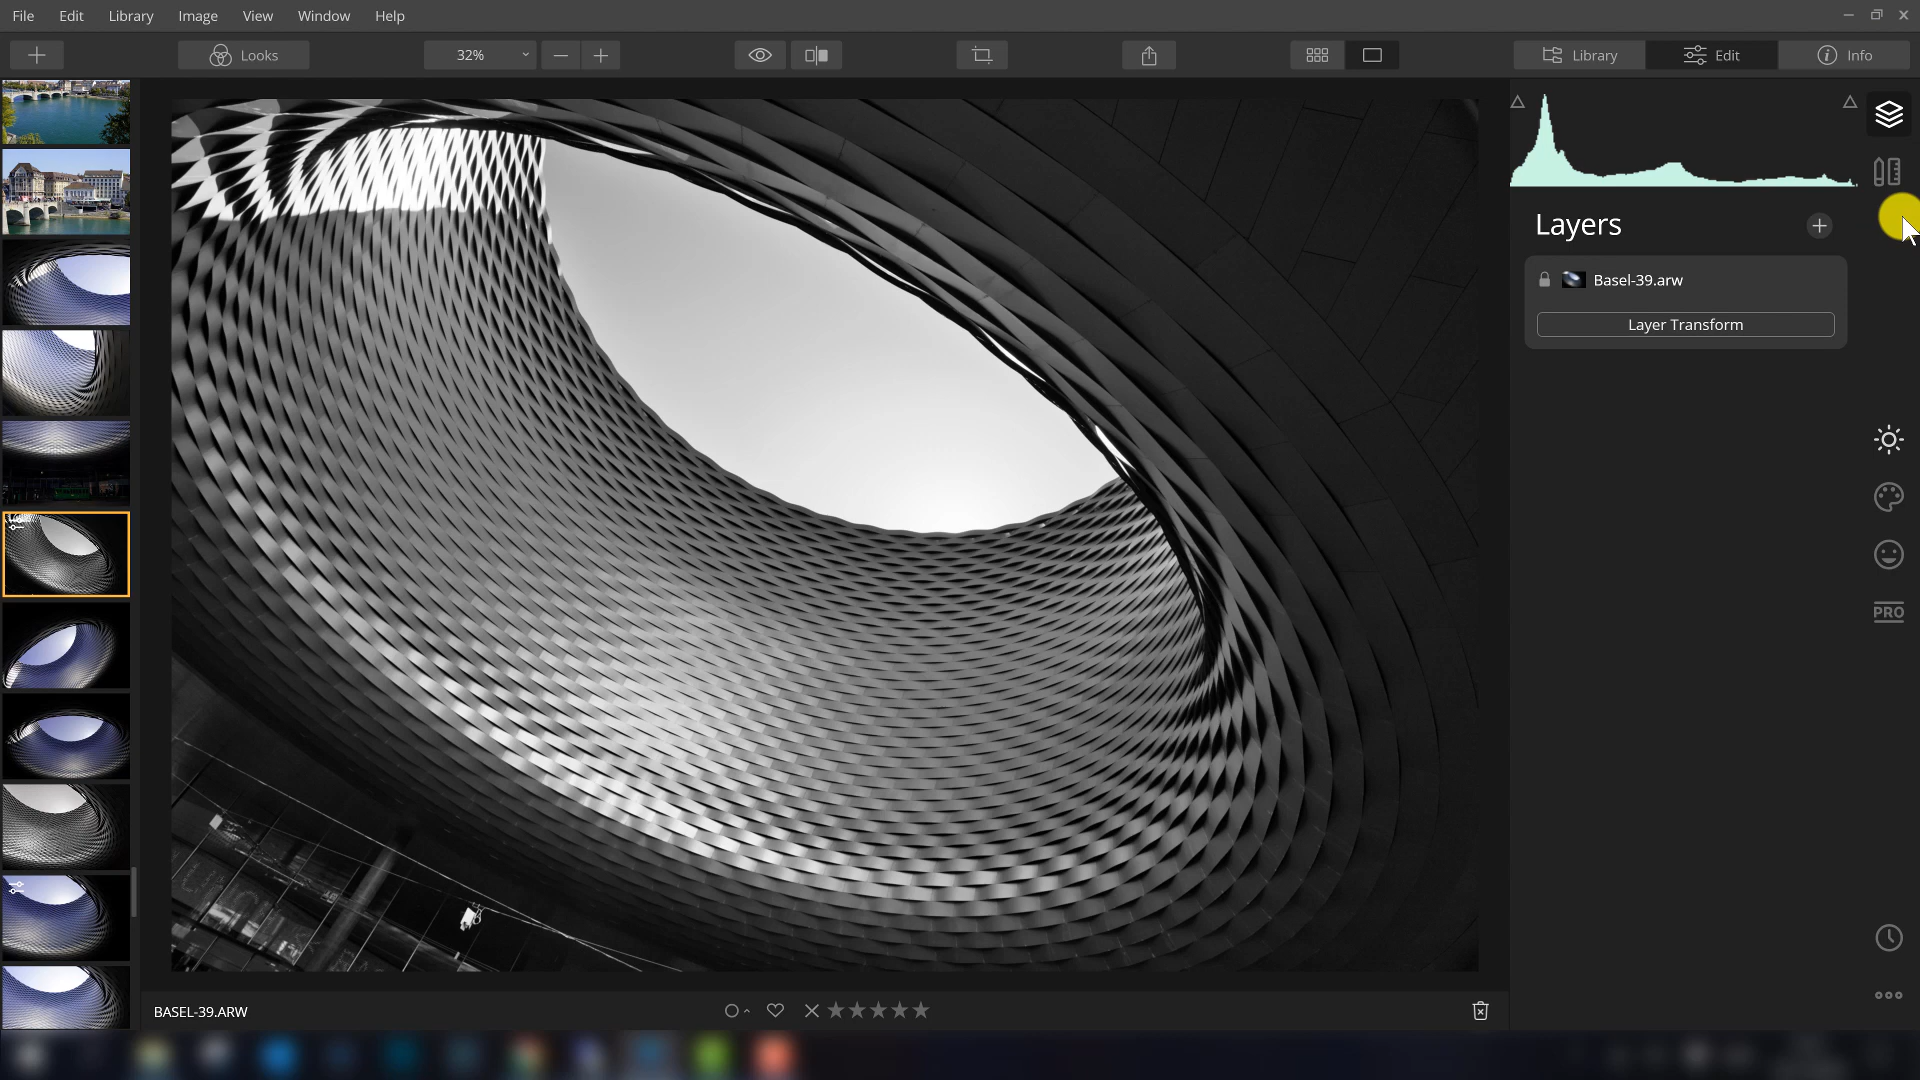 File Edit Library Image View Window Help
Looks 32% Library Edit Info
Layers
Basel-39.arw
Layer Transform
PRO
BASEL-39.ARW